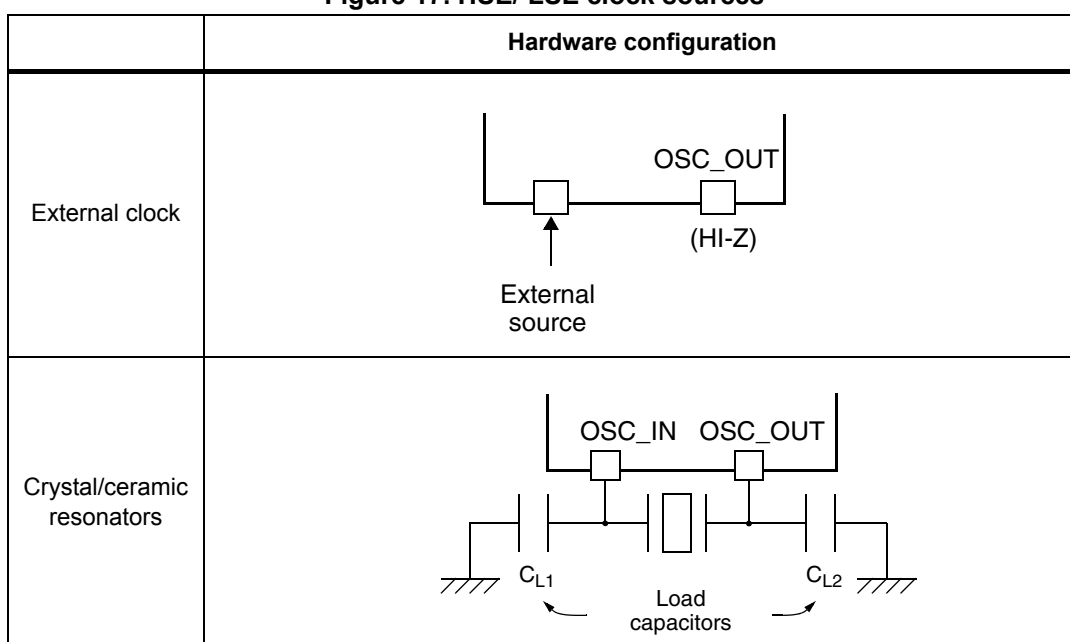 Figure 17. HSE/ LSE clock sources
Hardware configuration
External clock
OSC_OUT
(HI-Z)
External
source
Crystal/ceramic
resonators
OSC_IN OSC_OUT
CL1
CL2
Load
capacitors